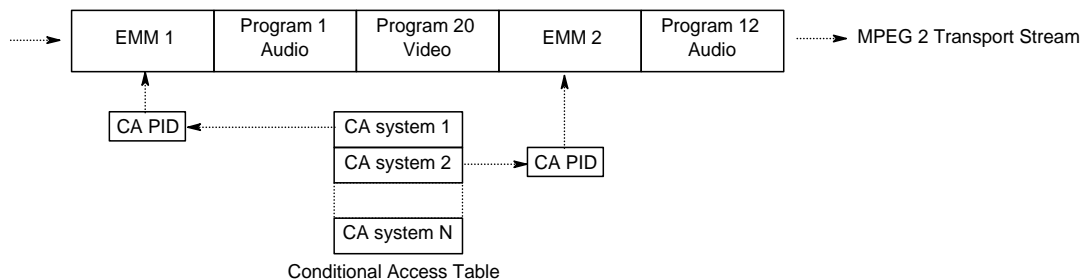 EMM 1
Program 1
Audio
Program 20
Video
EMM 2
Program 12
Audio
MPEG 2 Transport Stream
CA PID
CA system 1
CA system 2
CA PID
CA system N
Conditional Access Table